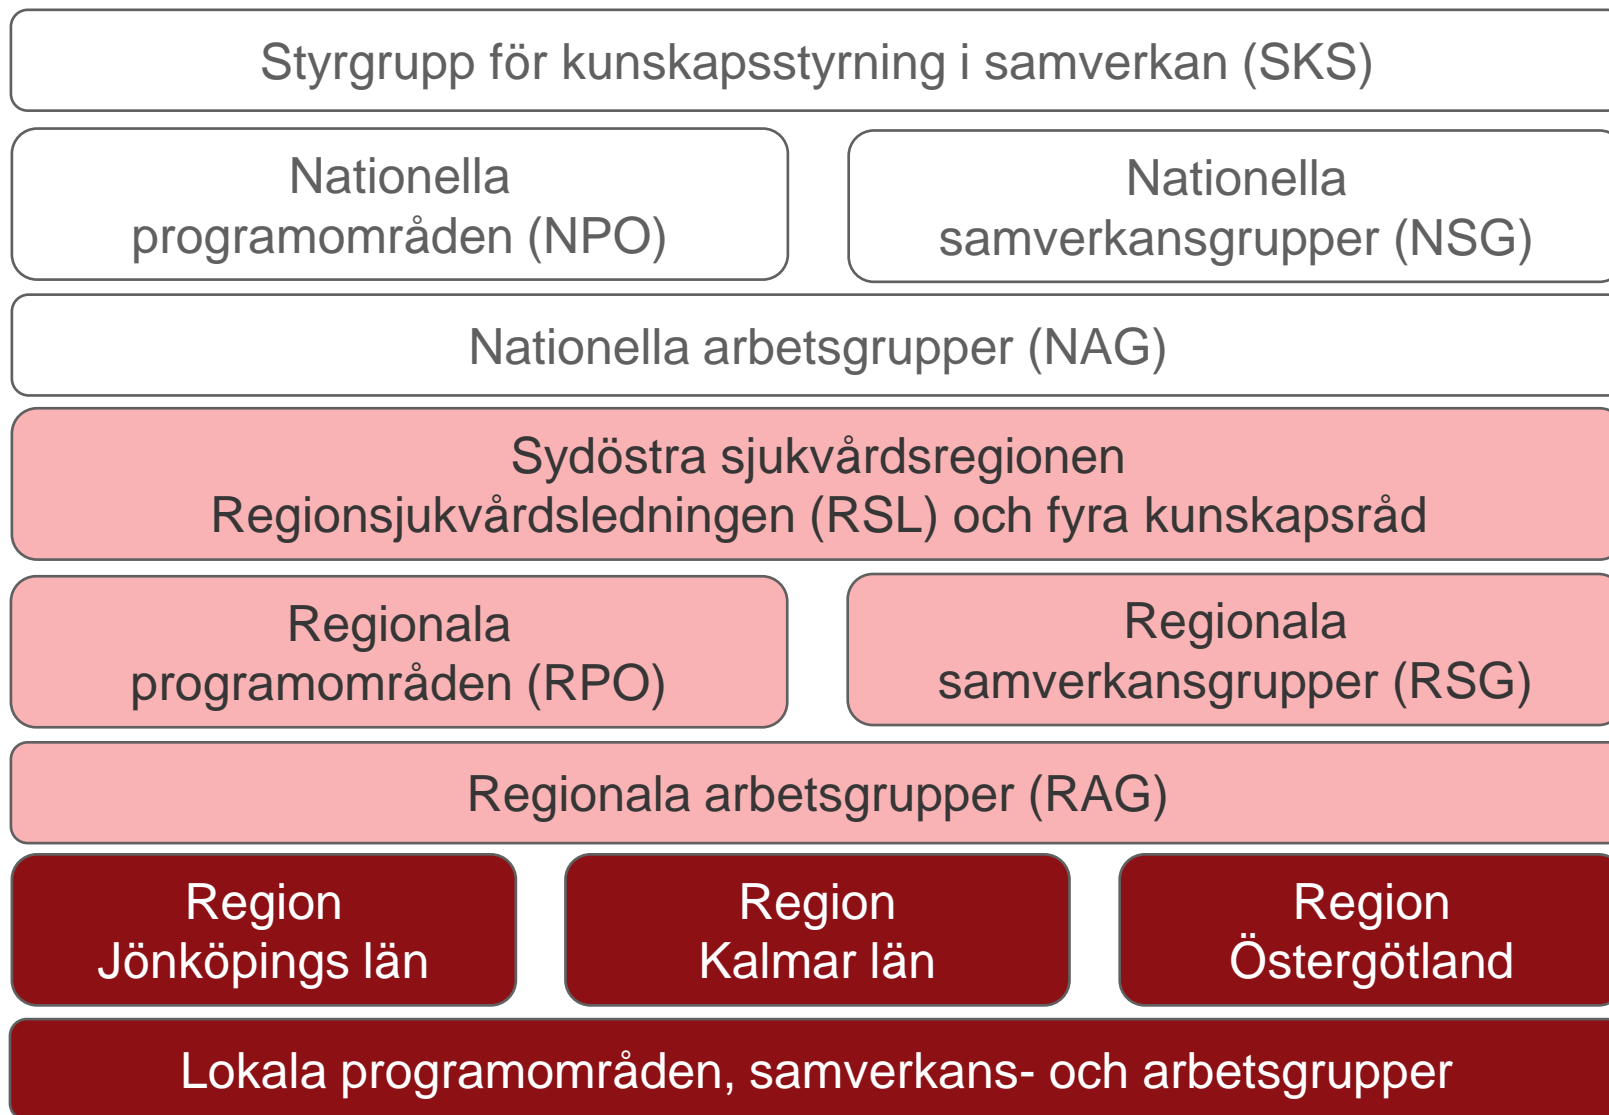 Styrgrupp för kunskapsstyrning i samverkan (SKS)
Nationella
programområden (NPO)
Nationella
samverkansgrupper (NSG)
Nationella arbetsgrupper (NAG)
Sydöstra sjukvårdsregionen
Regionsjukvårdsledningen (RSL) och fyra kunskapsråd
Regionala
programområden (RPO)
Regionala
samverkansgrupper (RSG)
Regionala arbetsgrupper (RAG)
Region
Jönköpings län
Region
Kalmar län
Region
Östergötland
Lokala programområden, samverkans- och arbetsgrupper